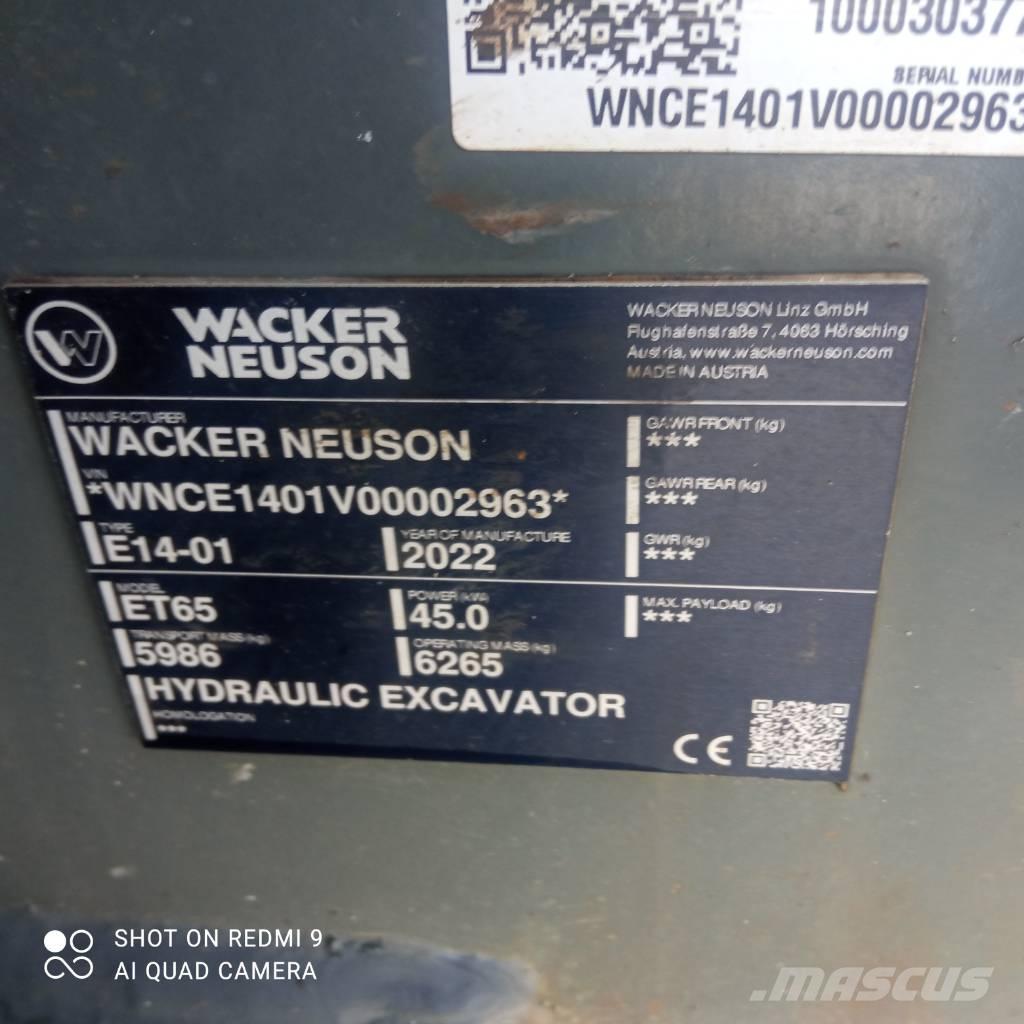 SERIAL NUMB
WNCE1401V00002963
WACKER
NEUSON
WACKER NEUSON Linz GmbH
Flughafenstraße 7, 4063 Hörsching
Austria, www.wackerneuson.com
MADE IN AUSTRIA
MANUFACTURER
WACKER NEUSON
VIN
*WNCE1401V00002963*
TYPE
E14-01
YEAR OF MANUFACTURE
2022
GAWR FRONT (kg)
***
GAWR REAR (kg)
***
GWR (kg)
***
MODEL
ET65
POWER (kW)
45.0
MAX. PAYLOAD (kg)
***
TRANSPORT MASS (kg)
5986
OPERATING MASS (kg)
6265
HYDRAULIC EXCAVATOR
HOMOLOGATION
***
CE
SHOT ON REDMI 9
AI QUAD CAMERA
MASCUS